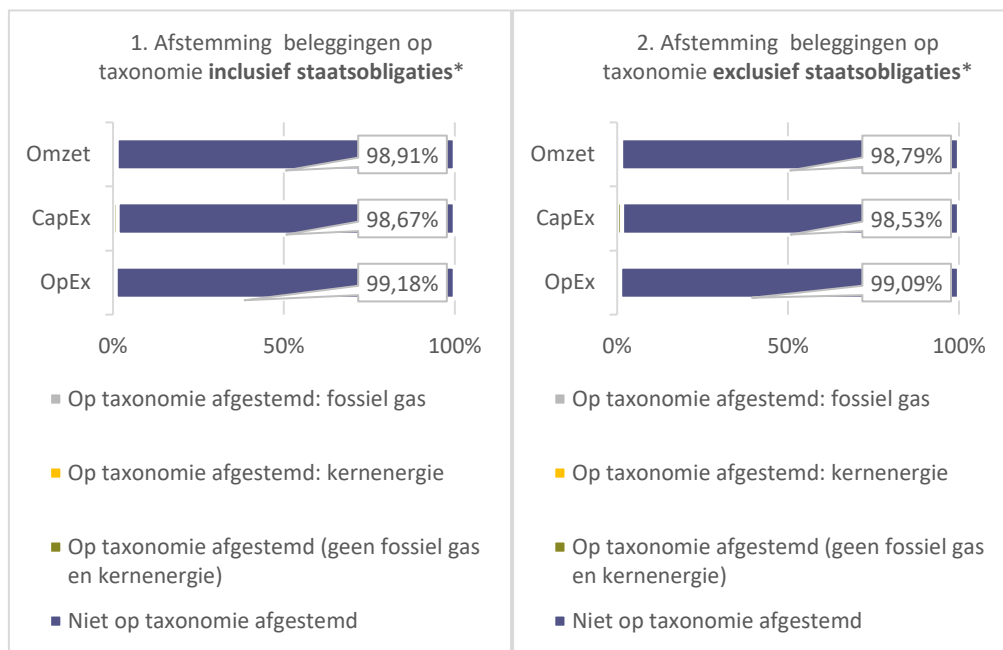 1. Afstemming beleggingen op
taxonomie inclusief staatsobligaties*
Omzet
98,91%
CapEx
98,67%
OpEx
99,18%
0%
50%
100%
Op taxonomie afgestemd: fossiel gas
Op taxonomie afgestemd: kernenergie
Op taxonomie afgestemd (geen fossiel gas
en kernenergie)
Niet op taxonomie afgestemd
2. Afstemming beleggingen op
taxonomie exclusief staatsobligaties*
Omzet
98,79%
CapEx
98,53%
OpEx
99,09%
0%
50%
100%
Op taxonomie afgestemd: fossiel gas
Op taxonomie afgestemd: kernenergie
Op taxonomie afgestemd (geen fossiel gas
en kernenergie)
Niet op taxonomie afgestemd